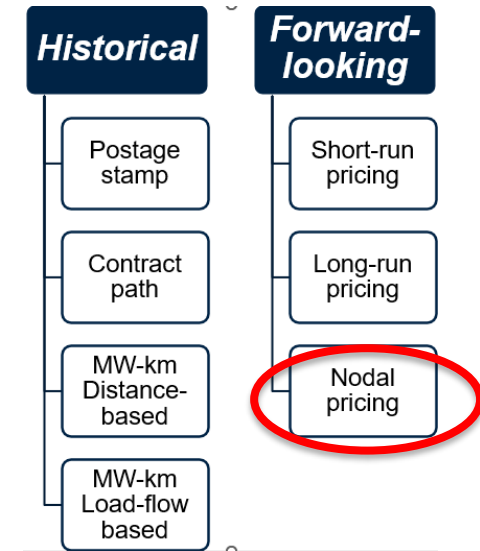 Historical
Postage
stamp
Contract
path
MW-km
Distance-
based
MW-km
Load-flow
based
Forward-
looking
Short-run
pricing
Long-run
pricing
Nodal
pricing